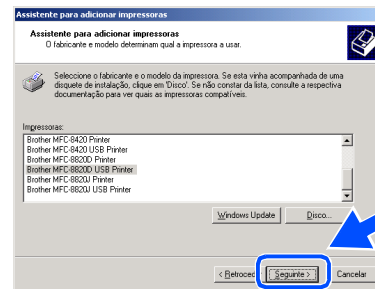 Assistente para adicionar impressoras
Assistente para adicionar impressoras
O fabricante e modelo determinam qual a impressora a usar.
Seleccione o fabricante e o modelo da impressora. Se esta vinha acompanhada de uma
disquete de instalação, clique em 'Disco'. Se não constar da lista, consulte a respectiva
documentação para ver quais as impressoras compatíveis.
Impressoras:
Brother MFC-8420 Printer
Brother MFC-8420 USB Printer
Brother MFC-8820D Printer
Brother MFC-8820D USB Printer
Brother MFC-8820J Printer
Brother MFC-8820J USB Printer
Windows Update Disco...
< Retroced Seguinte > Cancelar